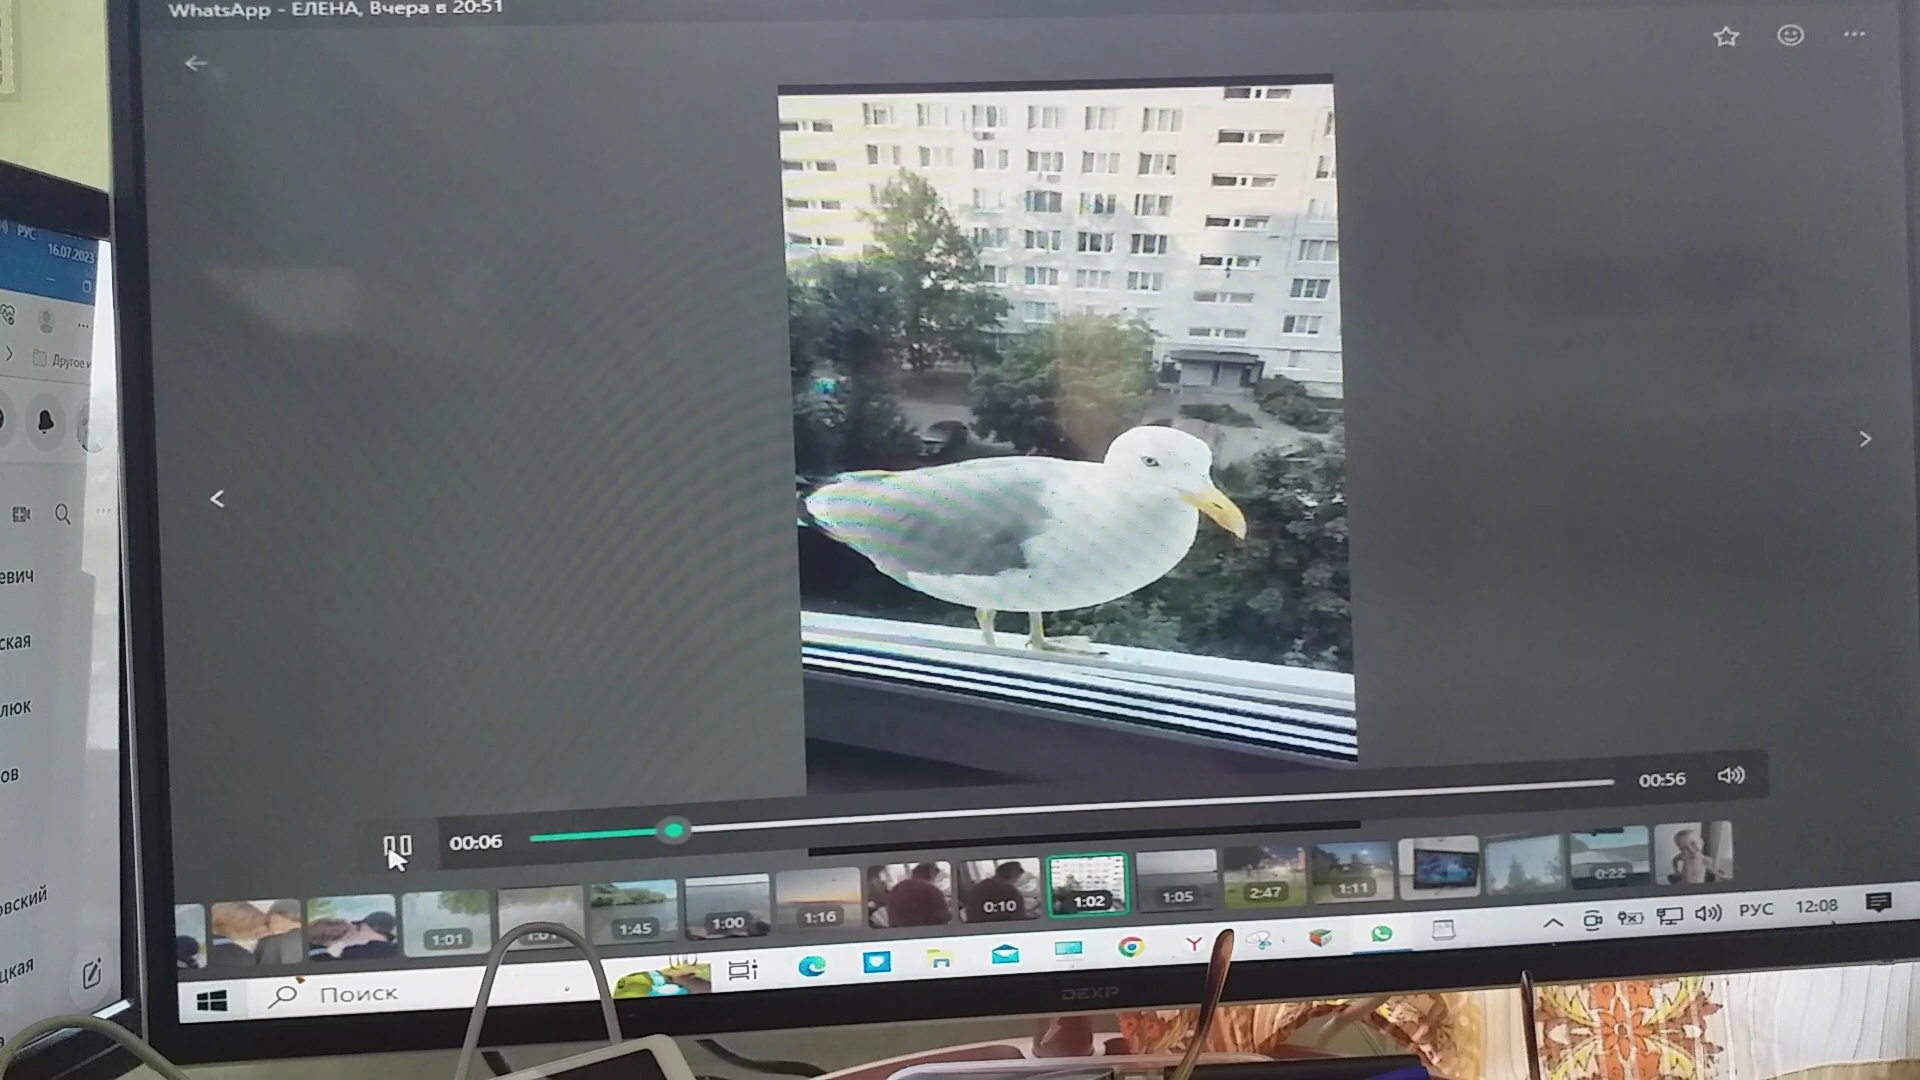 WhatsApp - ЕЛЕНА, Вчера в 20:51
РУС
16.07.2023
Другое и
евич
ская
люк
ов
овский
цкая
00:06
00:56
1:01
1:45
1:00
1:16
0:10
1:02
1:05
2:47
1:11
0:22
Поиск
РУС
12:08
DEXP